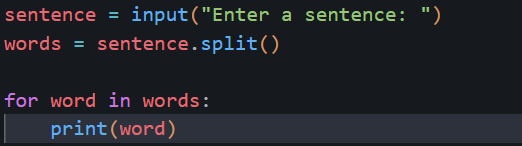 sentence = input("Enter a sentence: ")
words = sentence.split()

for word in words:
    print(word)